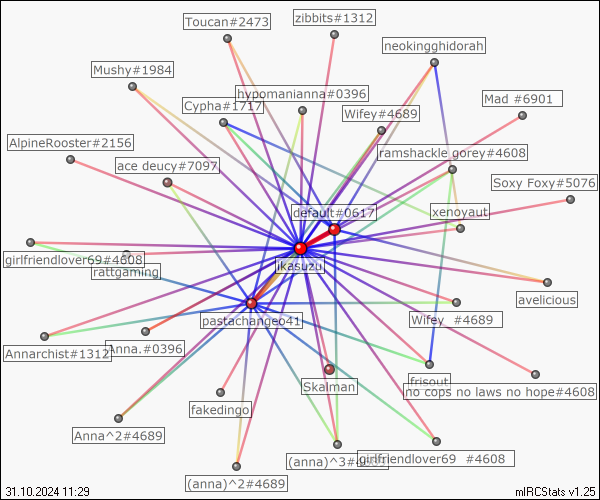 Toucan#2473
zibbits#1312
neokingghidorah
Mushy#1984
hypomanianna#0396
Cypha#1717
Wifey#4689
Mad #6901
AlpineRooster#2156
ramshackle gorey#4608
ace deucy#7097
Soxy Foxy#5076
default#0617
xenoyaut
girlfriendlover69#4608
rattgaming
ikasuzu
avelicious
pastachangeo41
Wifey #4689
Annarchist#1312
Anna.#0396
frisout
Skalman
no cops no laws no hope#4608
fakedingo
Anna^2#4689
(anna)^3#
girlfriendlover69 #4608
(anna)^2#4689
31.10.2024 11:29
mIRCStats v1.25